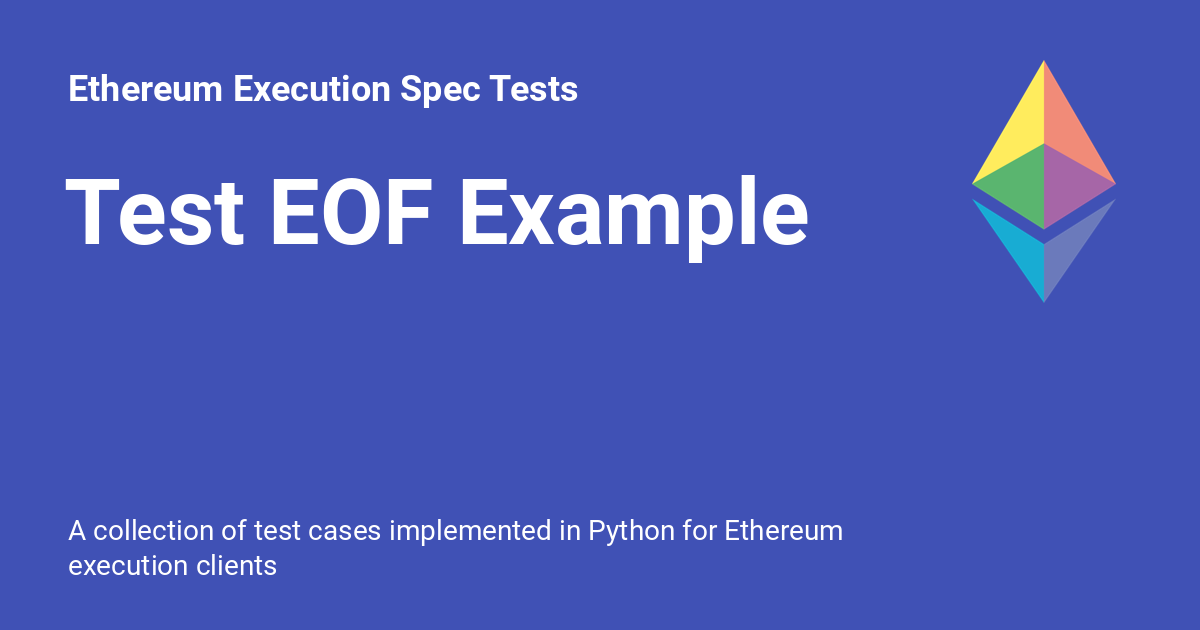 Ethereum Execution Spec Tests
Test EOF Example
A collection of test cases implemented in Python for Ethereum
execution clients